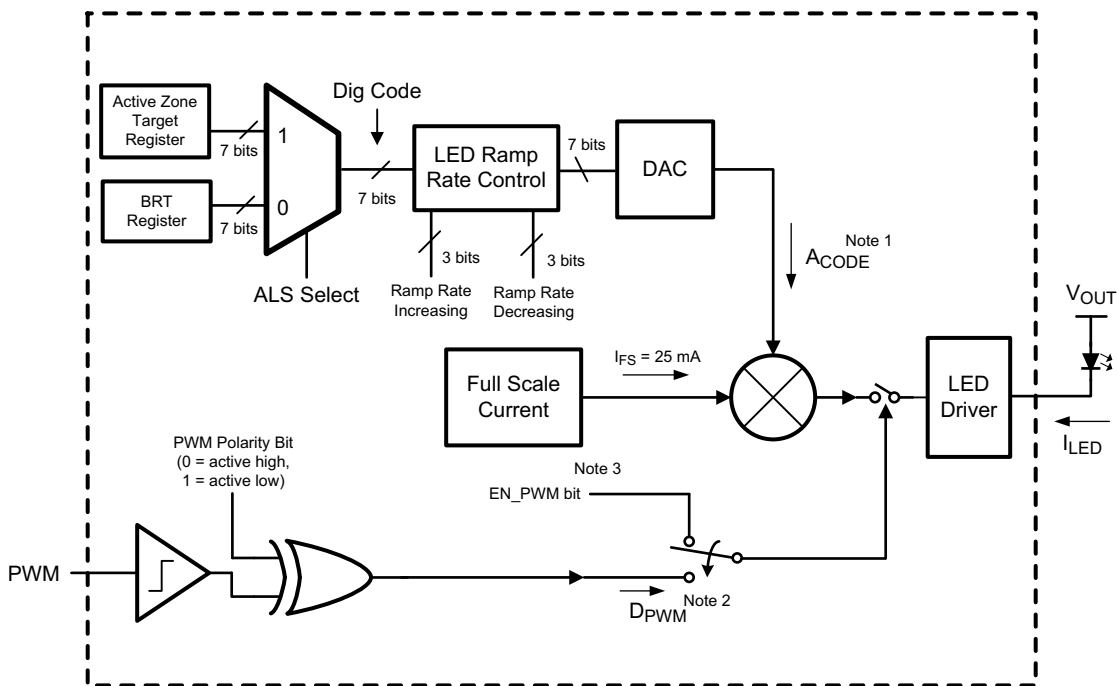 Active Zone
Target
Register
7 bits
1
BRT
Register
7 bits
0
ALS Select
Dig Code
7 bits
LED Ramp
Rate Control
3 bits
3 bits
Ramp Rate
Increasing
Ramp Rate
Decreasing
7 bits
DAC
ACODE Note 1
Full Scale
Current
IFS = 25 mA
LED
Driver
VOUT
ILED
PWM Polarity Bit
(0 = active high,
1 = active low)
Note 3
EN_PWM bit
PWM
DPWM Note 2